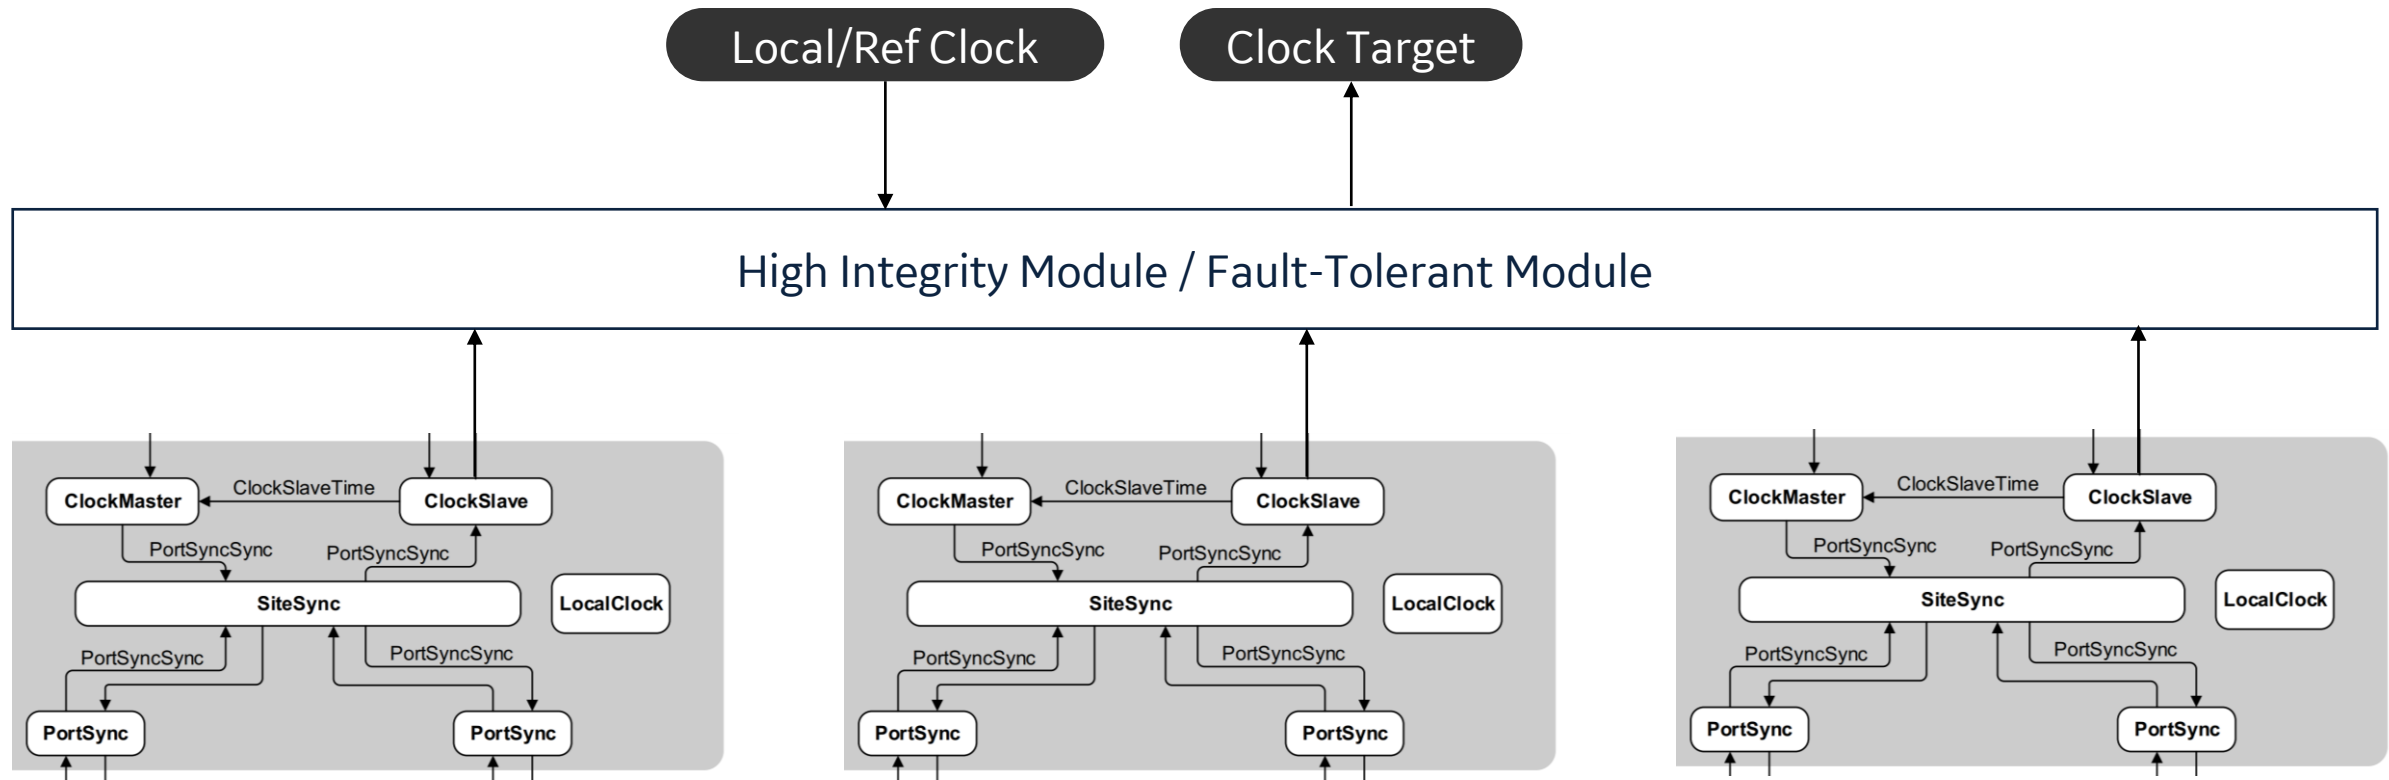 Local/Ref Clock
Clock Target
High Integrity Module / Fault-Tolerant Module
ClockMaster
ClockSlaveTime
ClockSlave
PortSyncSync
PortSyncSync
SiteSync
LocalClock
PortSyncSync
PortSyncSync
PortSync
PortSync
ClockMaster
ClockSlaveTime
ClockSlave
PortSyncSync
PortSyncSync
SiteSync
LocalClock
PortSyncSync
PortSyncSync
PortSync
PortSync
ClockMaster
ClockSlaveTime
ClockSlave
PortSyncSync
PortSyncSync
SiteSync
LocalClock
PortSyncSync
PortSyncSync
PortSync
PortSync